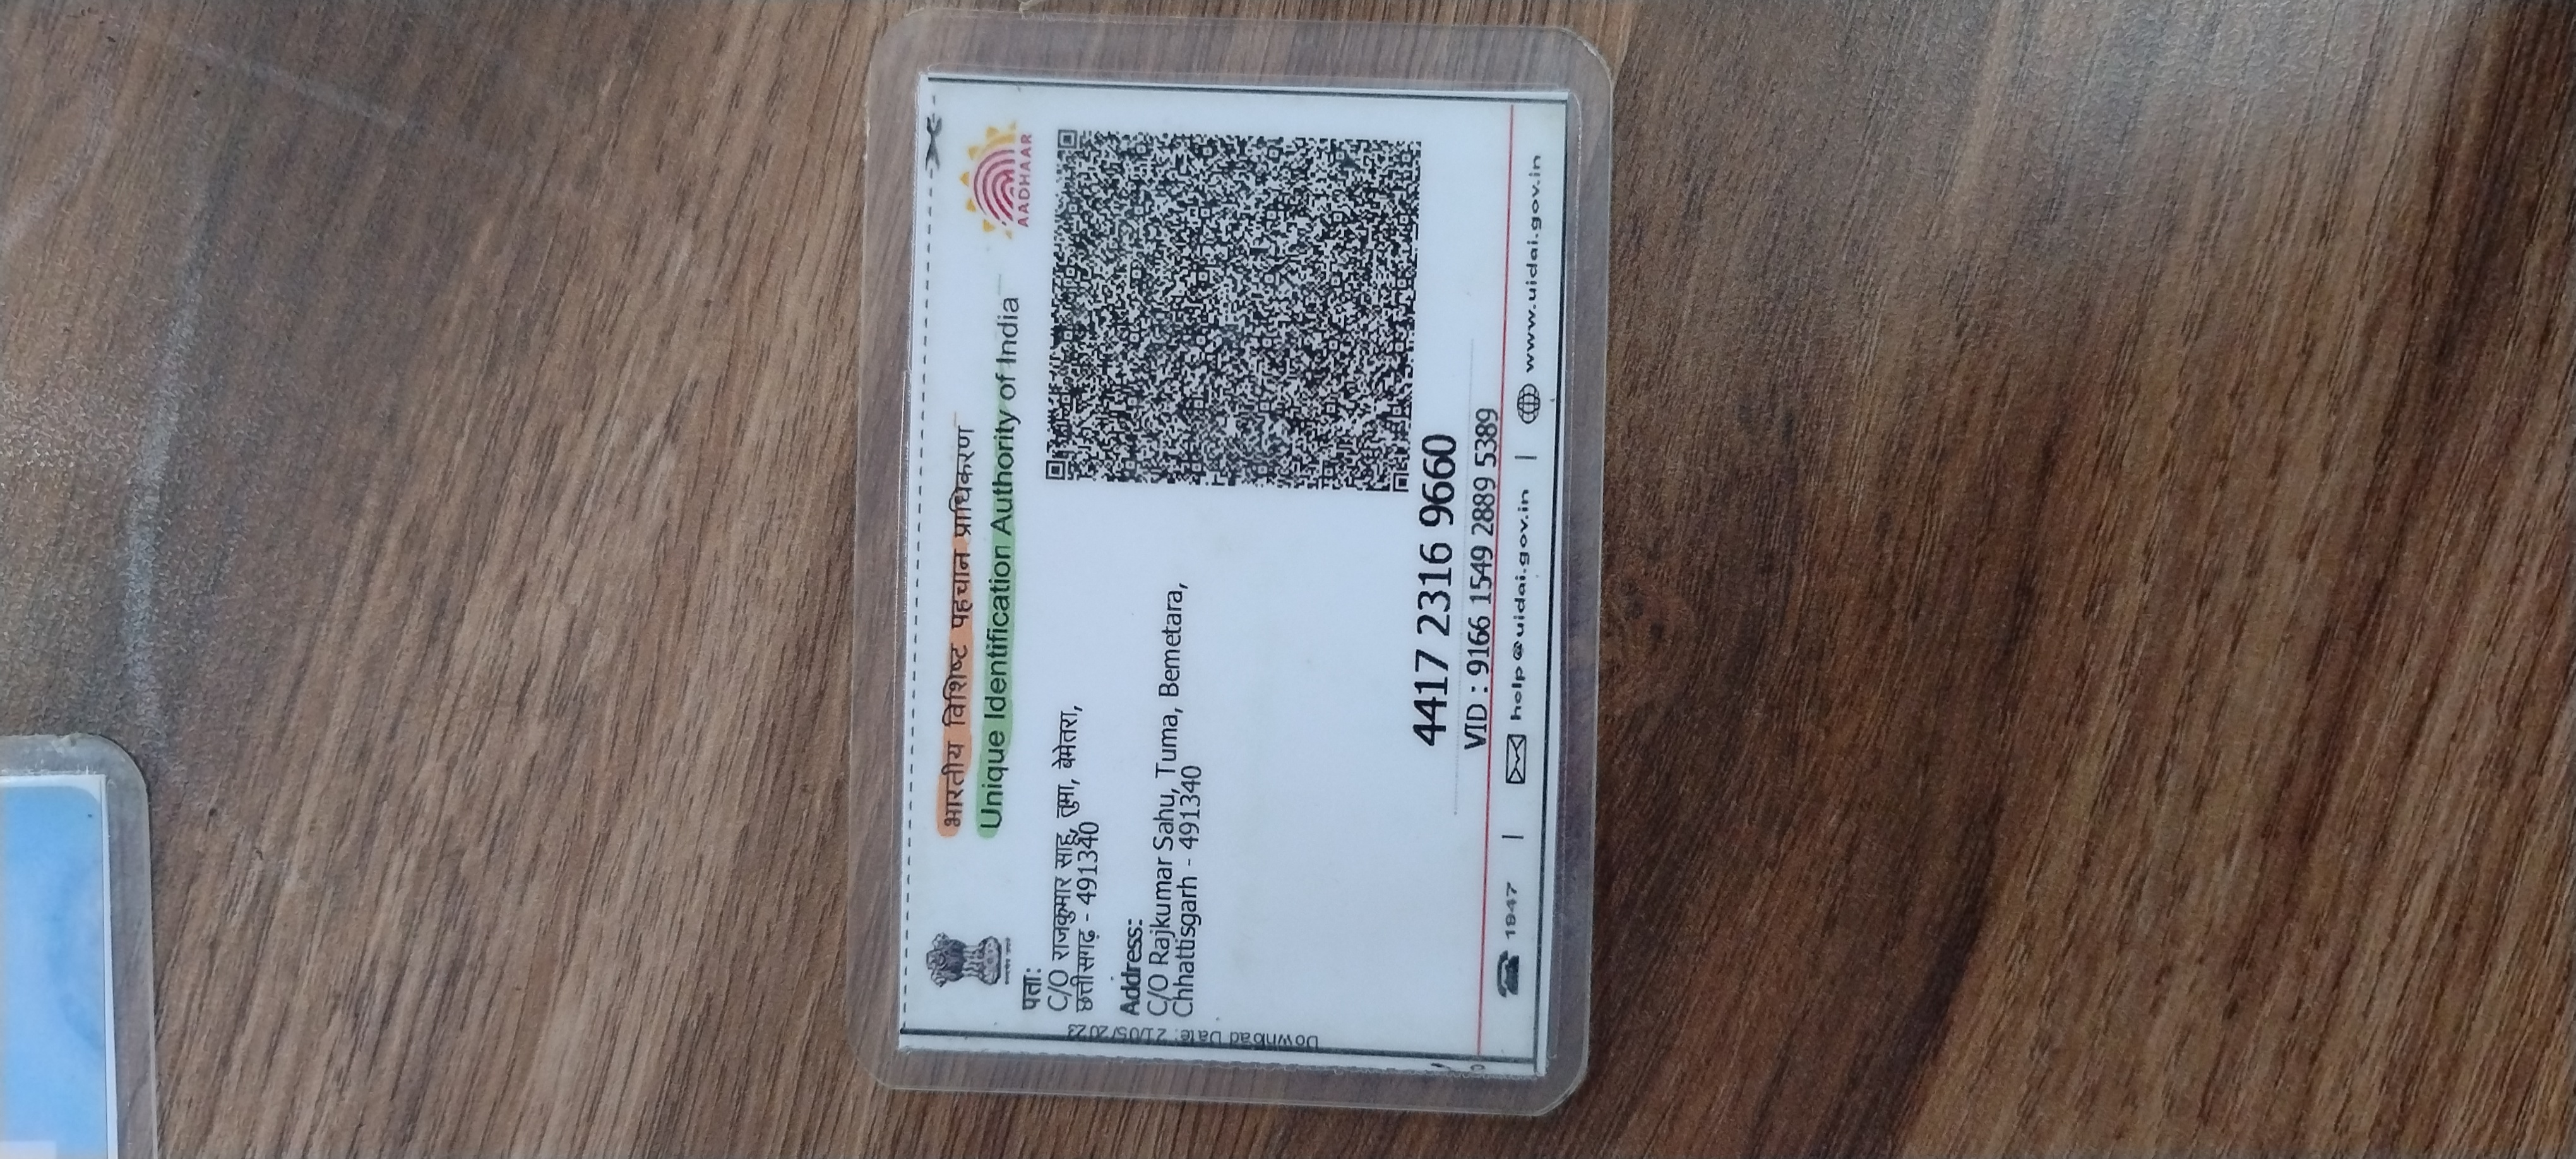 भारतीय विशिष्ट पहचान प्राधिकरण
Unique Identification Authority of India
AADHAAR
पता:
C/O राजकुमार साहू, तुमा, बेमेतरा,
छत्तीसगढ़ - 491340
Address:
C/O Rajkumar Sahu, Tuma, Bemetara,
Chhattisgarh - 491340
Download Date: 21/05/2023
4417 2316 9660
VID : 9166 1549 2889 5389
1947 | help@uidai.gov.in | www.uidai.gov.in